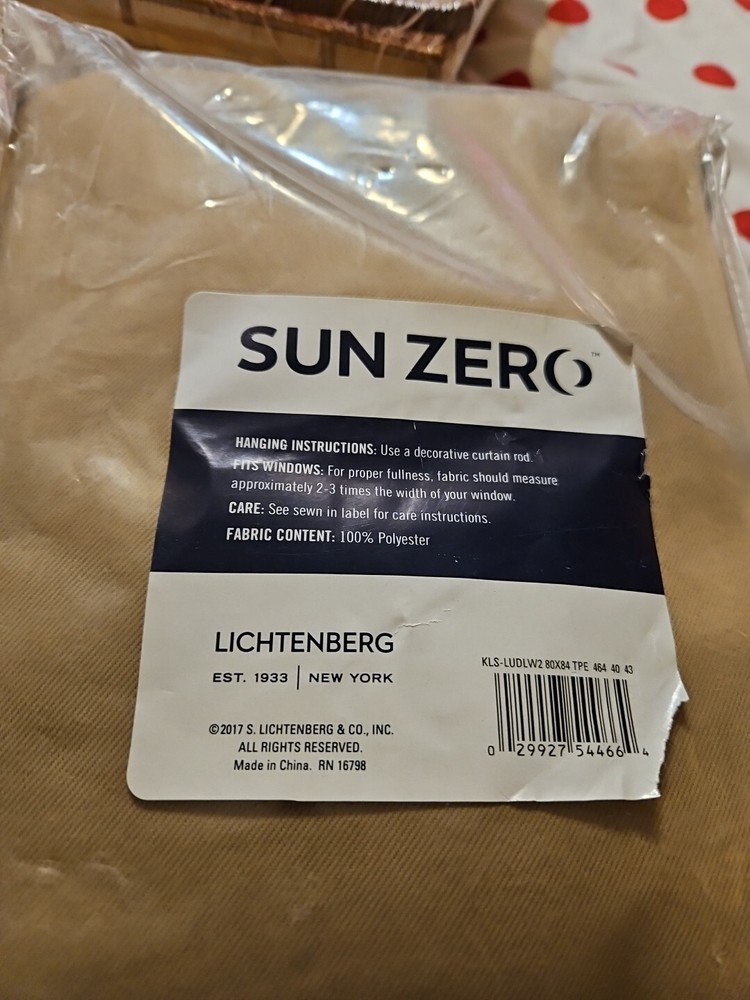 SUN ZERO™
HANGING INSTRUCTIONS: Use a decorative curtain rod.
FITS WINDOWS: For proper fullness, fabric should measure
approximately 2-3 times the width of your window.
CARE: See sewn in label for care instructions.
FABRIC CONTENT: 100% Polyester
LICHTENBERG
EST. 1933 | NEW YORK
©2017 S. LICHTENBERG & CO., INC.
ALL RIGHTS RESERVED.
Made in China. RN 16798
KLS-LUDLW2 80X84 TPE 464 40 43
0 29927 54466 4